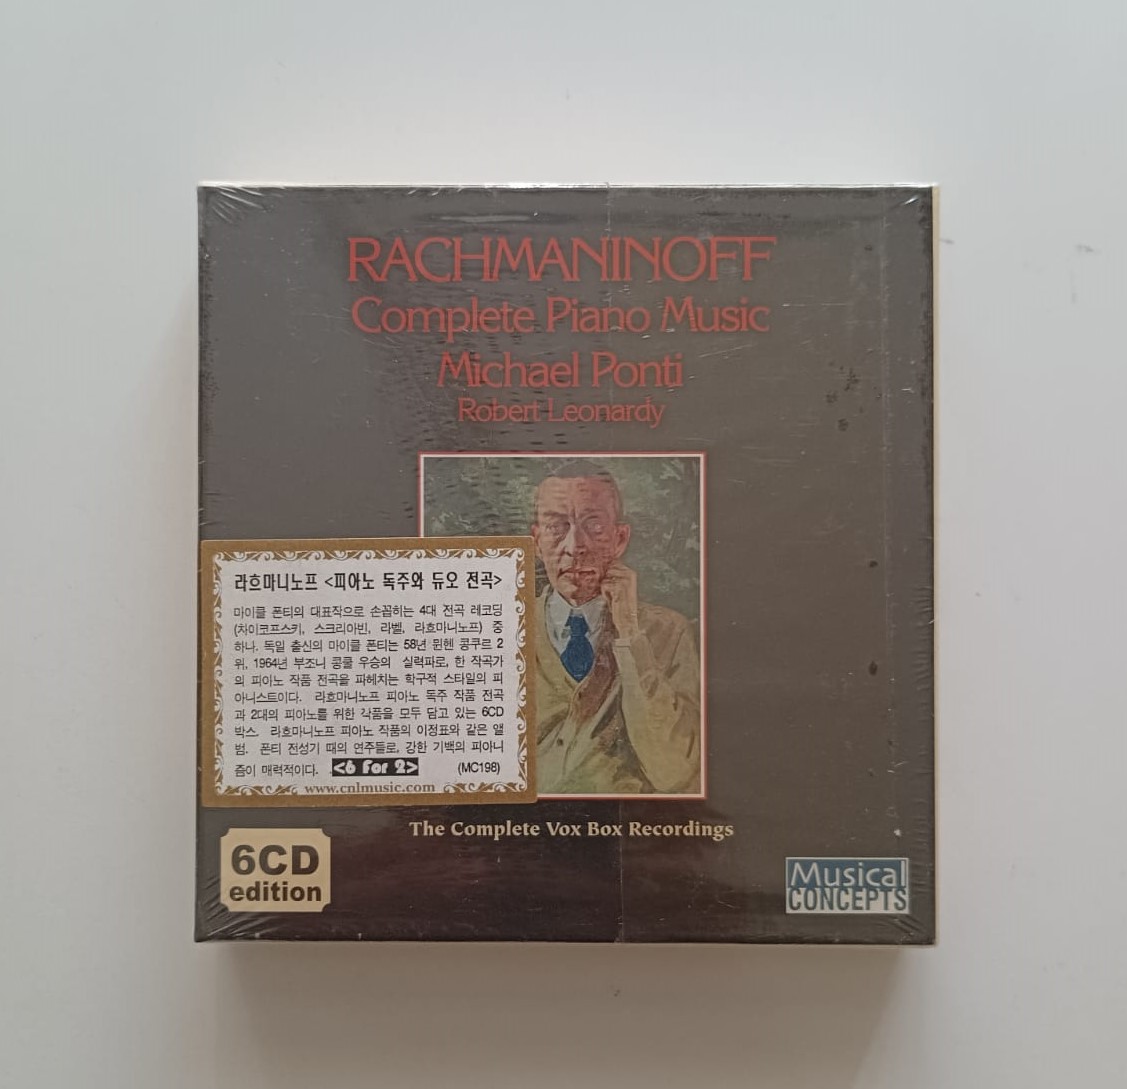 RACHMANINOFF
Complete Piano Music
Michael Ponti
Robert Leonardy
라흐마니노프 <피아노 독주와 듀오 전곡>
마이클 폰티의 대표작으로 손꼽히는 4대 전곡 레코딩
(차이코프스키, 스크리아빈, 라벨, 라흐마니노프) 중
하나. 독일 출신의 마이클 폰티는 58년 뮌헨 콩쿠르 2
위, 1964년 부조니 콩쿨 우승의 실력파로, 한 작곡가
의 피아노 작품 전곡을 파헤치는 학구적 스타일의 피
아니스트이다. 라흐마니노프 피아노 독주 작품 전곡
과 2대의 피아노를 위한 작품을 모두 담고 있는 6CD
박스. 라흐마니노프 피아노 작품의 이정표와 같은 앨
범. 폰티 전성기 때의 연주들로, 강한 기백의 피아니
즘이 매력적이다. <6 For 2> (MC198)
www.cnlmusic.com
The Complete Vox Box Recordings
6CD
edition
Musical
CONCEPTS